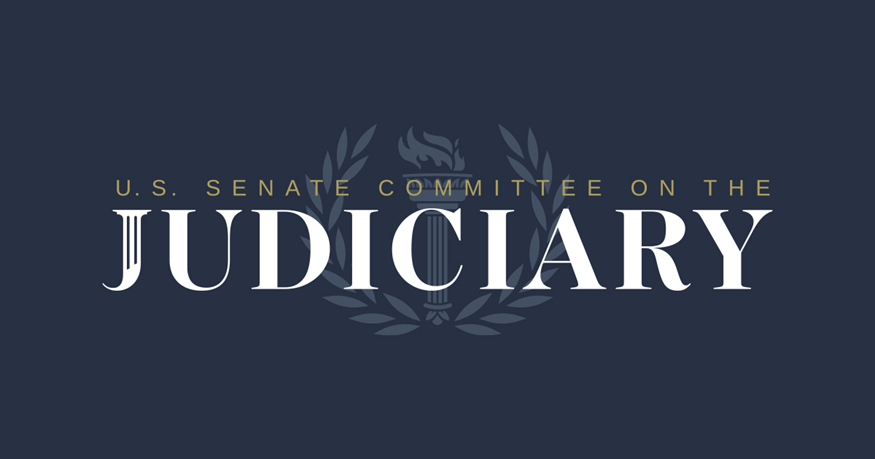 U.S. SENATE COMMITTEE ON THE
JUDICIARY